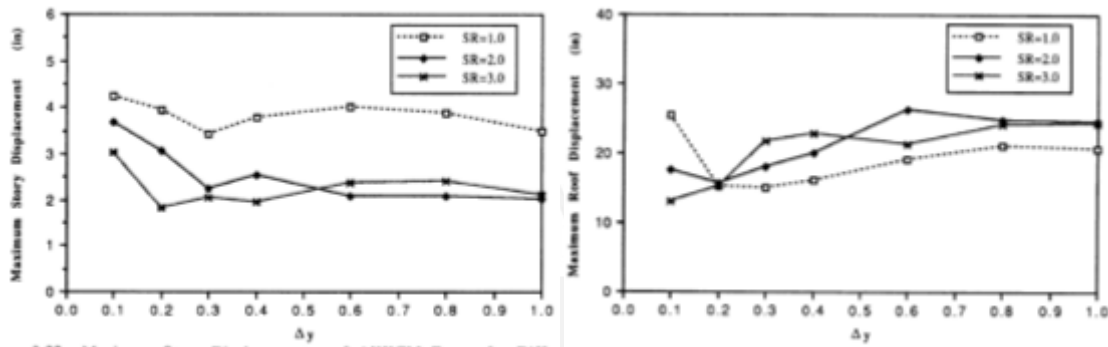 Maximum Story Displacement (in)
6
5
4
3
2
1
0
SR=1.0
SR=2.0
SR=3.0
0.0 0.1 0.2 0.3 0.4 0.5 0.6 0.7 0.8 0.9 1.0
Δy
Maximum Roof Displacement (in)
40
30
20
10
0
SR=1.0
SR=2.0
SR=3.0
0.0 0.1 0.2 0.3 0.4 0.5 0.6 0.7 0.8 0.9 1.0
Δy